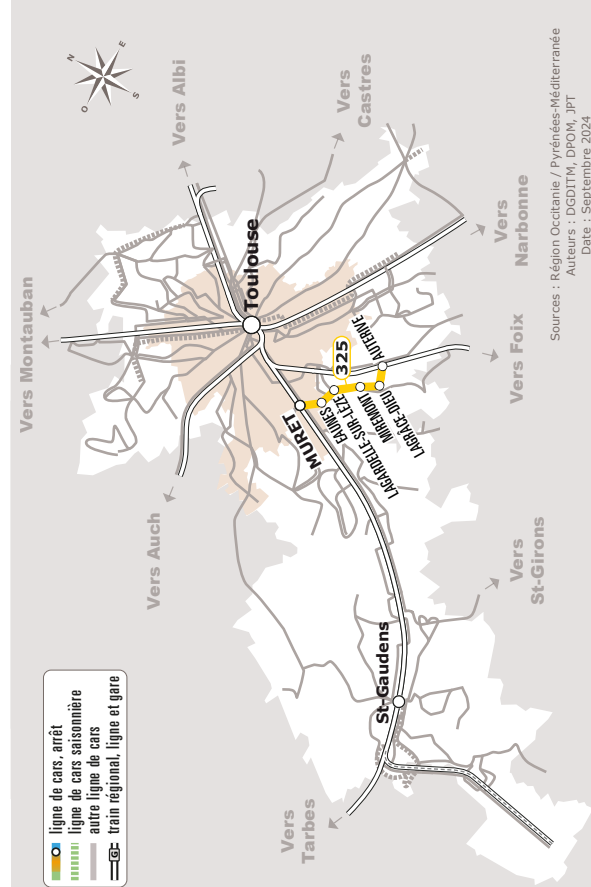 ligne de cars, arrêt
ligne de cars saisonnière
autre ligne de cars
G train régional, ligne et gare
N
E
S
O
Vers Montauban
Vers Albi
Vers
Castres
Toulouse
Vers Auch
MURET
EAUNES
LAGARDELLE-SUR-LÈZE
MIREMONT
LAGRÂCE-DIEU
AUTERIVE
325
Vers
Narbonne
Vers Foix
Vers
St-Girons
St-Gaudens
Vers
Tarbes
Sources : Région Occitanie / Pyrénées-Méditerranée
Auteurs : DGDITM, DPOM, JPT
Date : Septembre 2024